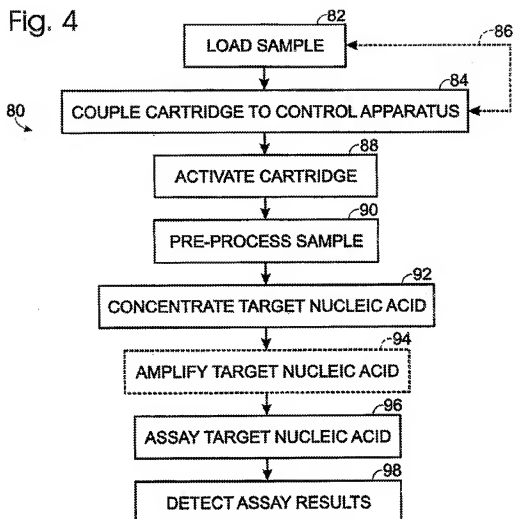 Fig. 4
82
LOAD SAMPLE
86
84
COUPLE CARTRIDGE TO CONTROL APPARATUS
80
88
ACTIVATE CARTRIDGE
90
PRE-PROCESS SAMPLE
92
CONCENTRATE TARGET NUCLEIC ACID
94
AMPLIFY TARGET NUCLEIC ACID
96
ASSAY TARGET NUCLEIC ACID
98
DETECT ASSAY RESULTS